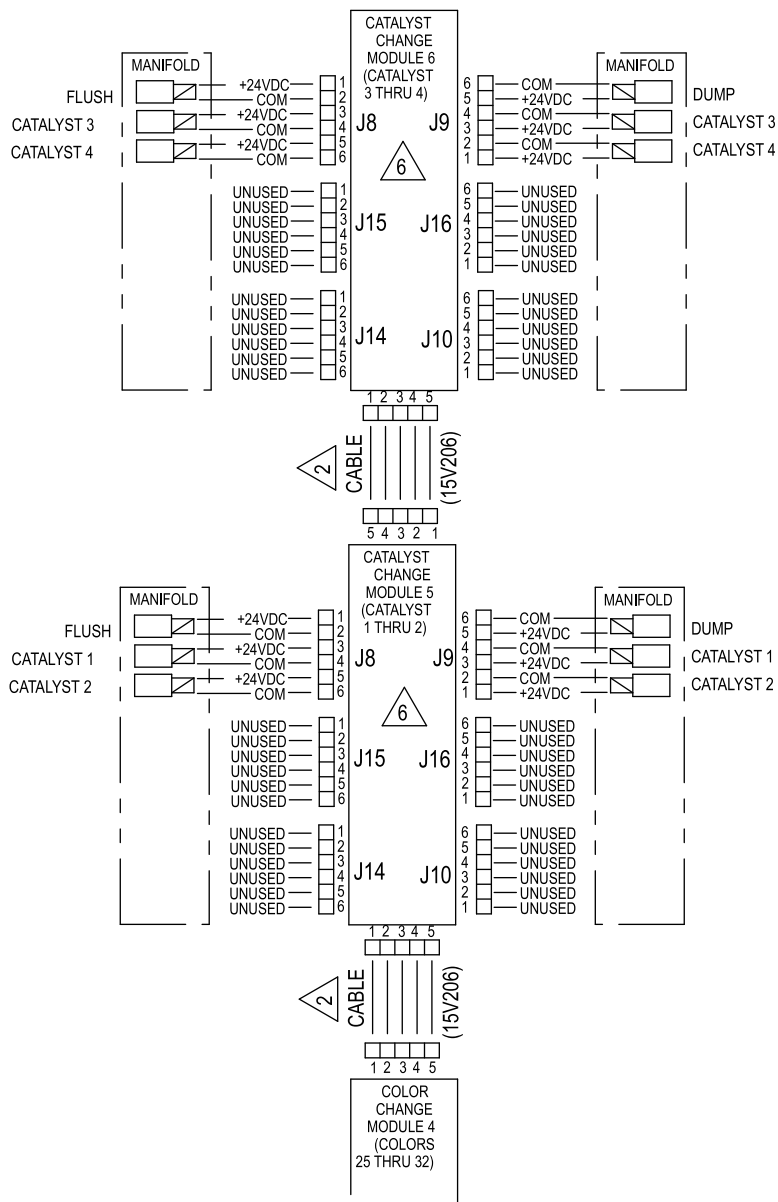 CATALYST
CHANGE
MODULE 6
(CATALYST
3 THRU 4)
MANIFOLD
FLUSH
CATALYST 3
CATALYST 4
+24VDC
COM
+24VDC
COM
+24VDC
COM
1
2
3
4
5
6
J8
J9
6
6
5
4
3
2
1
COM
+24VDC
COM
+24VDC
COM
+24VDC
MANIFOLD
DUMP
CATALYST 3
CATALYST 4
UNUSED
UNUSED
UNUSED
UNUSED
UNUSED
UNUSED
1
2
3
4
5
6
J15
J16
6
5
4
3
2
1
UNUSED
UNUSED
UNUSED
UNUSED
UNUSED
UNUSED
UNUSED
UNUSED
UNUSED
UNUSED
UNUSED
UNUSED
1
2
3
4
5
6
J14
J10
6
5
4
3
2
1
UNUSED
UNUSED
UNUSED
UNUSED
UNUSED
UNUSED
1 2 3 4 5
2
CABLE
(15V206)
5 4 3 2 1
CATALYST
CHANGE
MODULE 5
(CATALYST
1 THRU 2)
MANIFOLD
FLUSH
CATALYST 1
CATALYST 2
+24VDC
COM
+24VDC
COM
+24VDC
COM
1
2
3
4
5
6
J8
J9
6
6
5
4
3
2
1
COM
+24VDC
COM
+24VDC
COM
+24VDC
MANIFOLD
DUMP
CATALYST 1
CATALYST 2
UNUSED
UNUSED
UNUSED
UNUSED
UNUSED
UNUSED
1
2
3
4
5
6
J15
J16
6
5
4
3
2
1
UNUSED
UNUSED
UNUSED
UNUSED
UNUSED
UNUSED
UNUSED
UNUSED
UNUSED
UNUSED
UNUSED
UNUSED
1
2
3
4
5
6
J14
J10
6
5
4
3
2
1
UNUSED
UNUSED
UNUSED
UNUSED
UNUSED
UNUSED
1 2 3 4 5
2
CABLE
(15V206)
1 2 3 4 5
COLOR
CHANGE
MODULE 4
(COLORS
25 THRU 32)